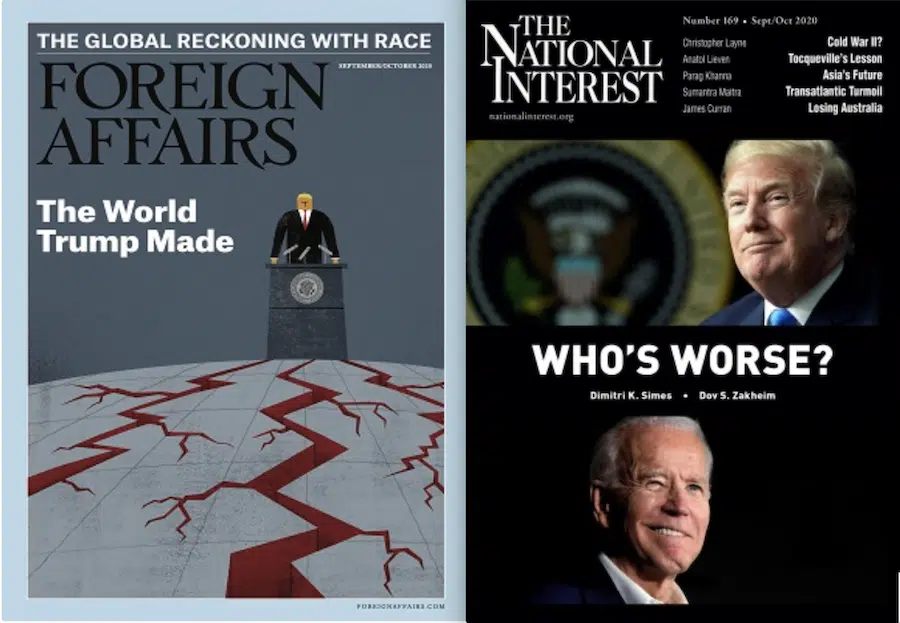 THE GLOBAL RECKONING WITH RACE
SEPTEMBER/OCTOBER 2020
FOREIGN
AFFAIRS
The World
Trump Made
FOREIGNAFFAIRS.COM
THE
NATIONAL
INTEREST
nationalinterest.org
Number 169 • Sept/Oct 2020
Christopher Layne Cold War II?
Anatol Lieven Tocqueville's Lesson
Parag Khanna Asia's Future
Sumantra Maitra Transatlantic Turmoil
James Curran Losing Australia
WHO'S WORSE?
Dimitri K. Simes • Dov S. Zakheim